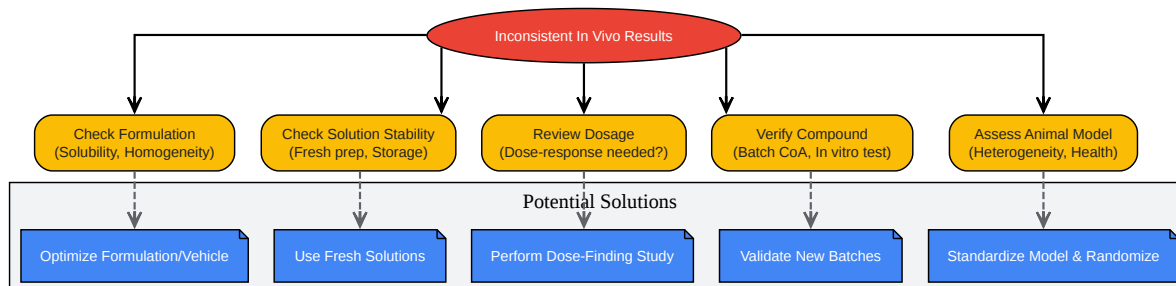 Inconsistent In Vivo Results
Check Formulation
(Solubility, Homogeneity)
Check Solution Stability
(Fresh prep, Storage)
Review Dosage
(Dose-response needed?)
Verify Compound
(Batch CoA, In vitro test)
Assess Animal Model
(Heterogeneity, Health)
Potential Solutions
Optimize Formulation/Vehicle
Use Fresh Solutions
Perform Dose-Finding Study
Validate New Batches
Standardize Model & Randomize